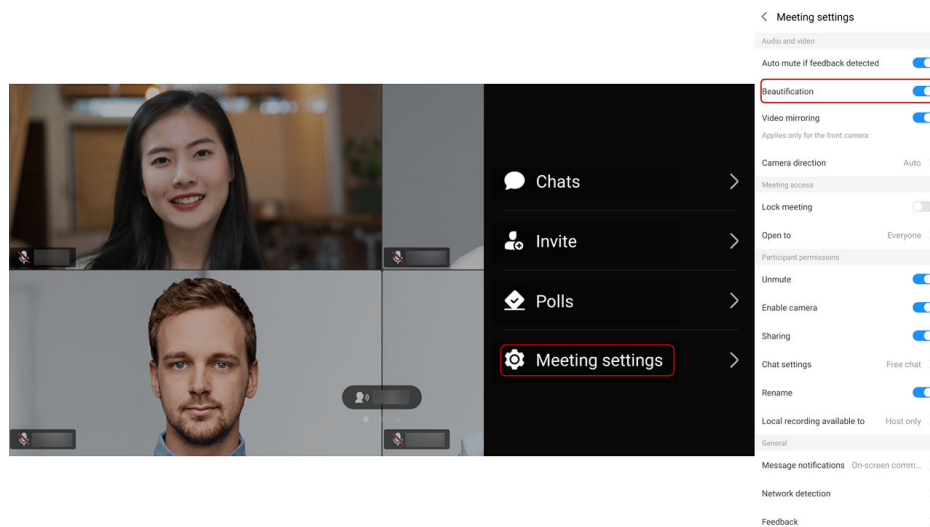 Chats
Invite
Polls
Meeting settings
Meeting settings
Audio and video
Auto mute if feedback detected
Beautification
Video mirroring
Applies only for the front camera
Camera direction Auto
Meeting access
Lock meeting
Open to Everyone
Participant permissions
Unmute
Enable camera
Sharing
Chat settings Free chat
Rename
Local recording available to Host only
General
Message notifications On-screen comm...
Network detection
Feedback